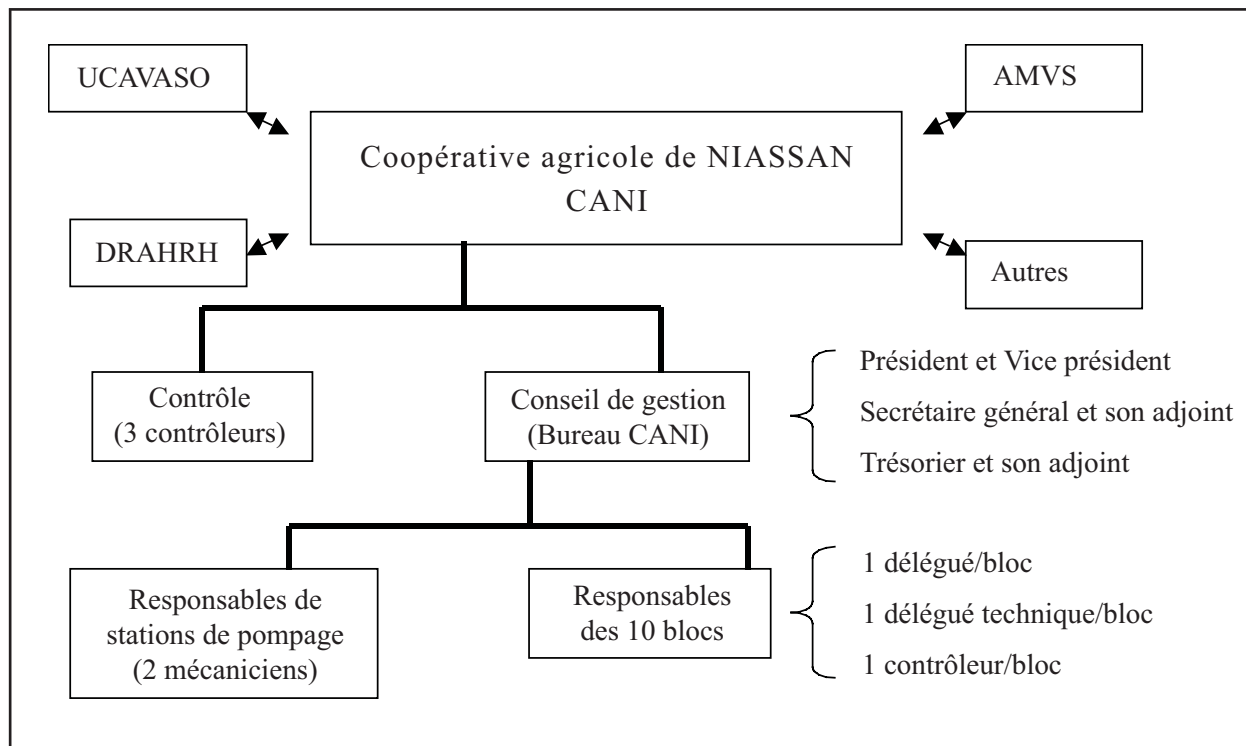 UCAVASO
AMVS
Coopérative agricole de NIASSAN
CANI
DRAHRH
Autres
Contrôle
(3 contrôleurs)
Conseil de gestion
(Bureau CANI)
Président et Vice président
Secrétaire général et son adjoint
Trésorier et son adjoint
Responsables de
stations de pompage
(2 mécaniciens)
Responsables
des 10 blocs
1 délégué/bloc
1 délégué technique/bloc
1 contrôleur/bloc